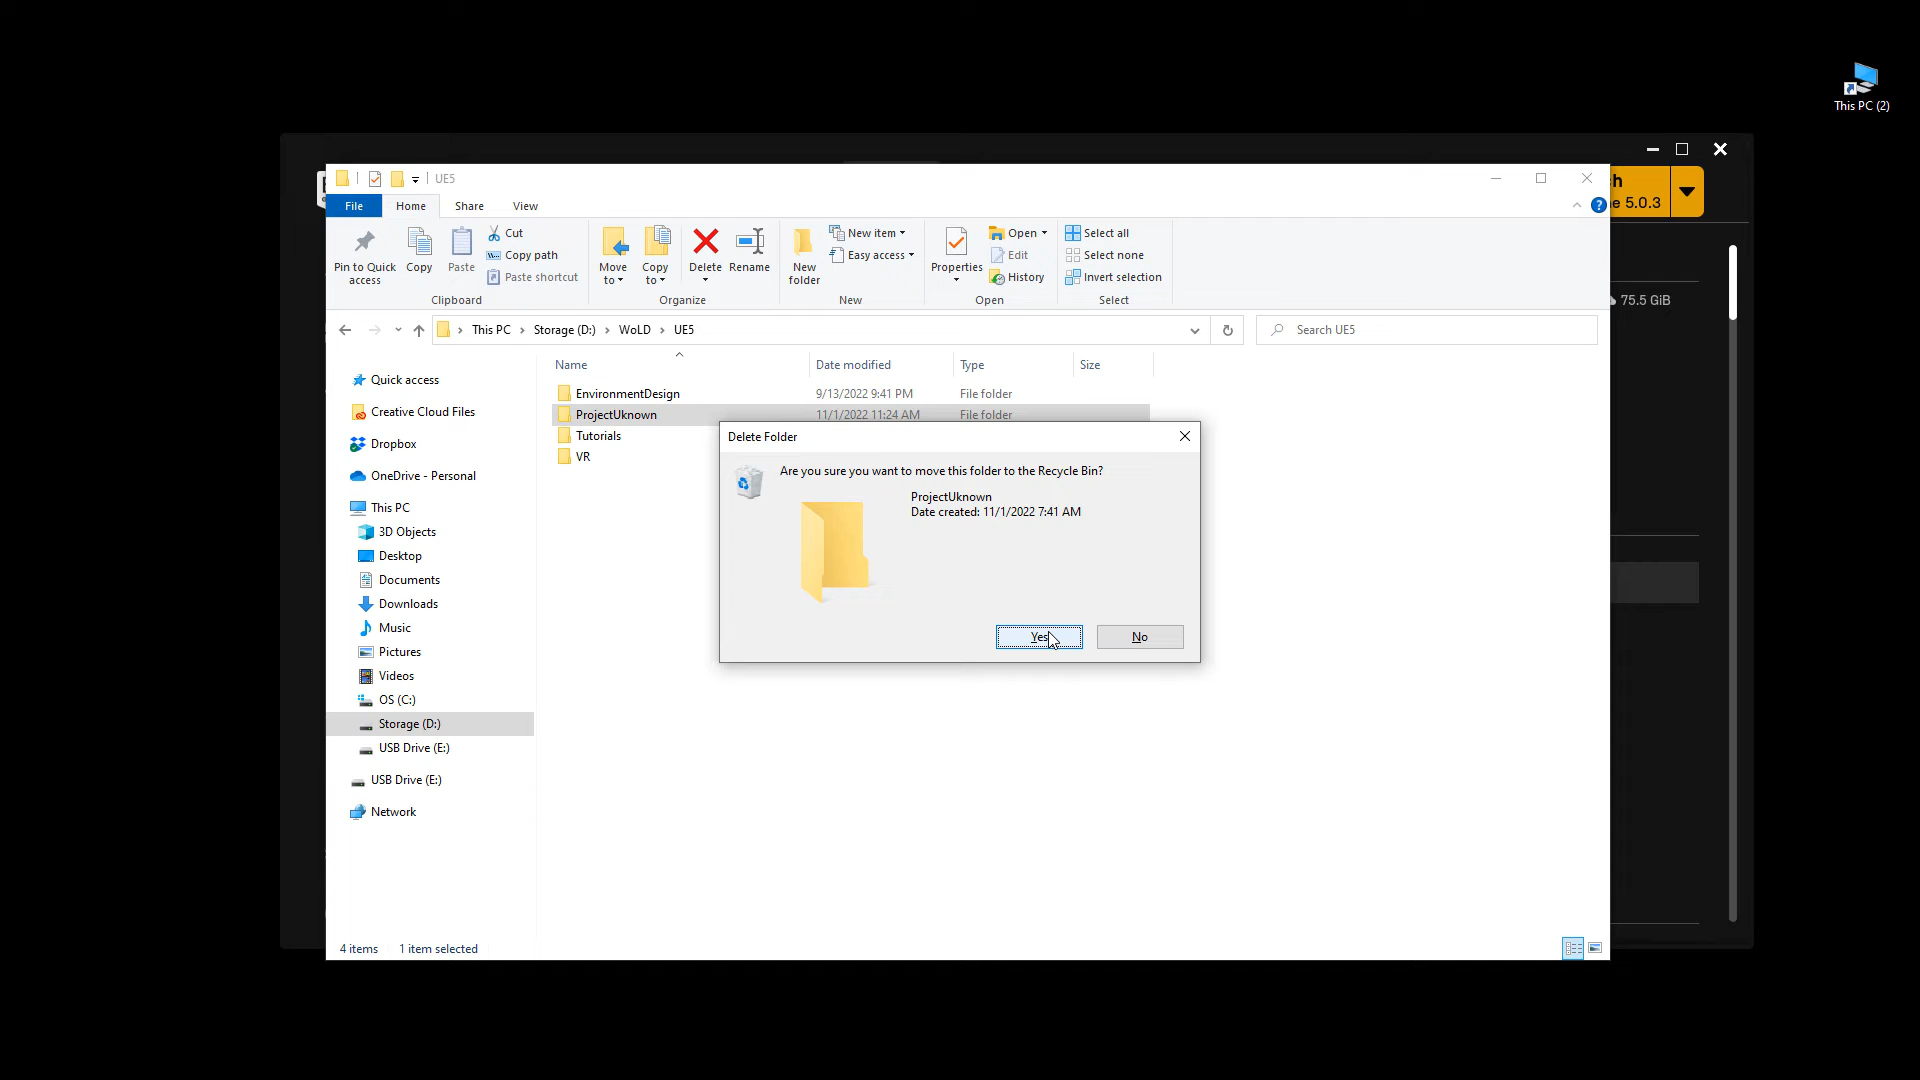 This PC (2)
UE5
File Home Share View
h
e 5.0.3
Pin to Quick access
Copy
Paste
Cut
Copy path
Paste shortcut
Clipboard
Move to
Copy to
Delete
Rename
Organize
New folder
New item
Easy access
New
Properties
Open
Edit
History
Open
Select all
Select none
Invert selection
Select
75.5 GiB
This PC > Storage (D:) > WoLD > UE5
Search UE5
Name Date modified Type Size
EnvironmentDesign 9/13/2022 9:41 PM File folder
ProjectUknown 11/1/2022 11:24 AM File folder
Tutorials
VR
Quick access
Creative Cloud Files
Dropbox
OneDrive - Personal
This PC
3D Objects
Desktop
Documents
Downloads
Music
Pictures
Videos
OS (C:)
Storage (D:)
USB Drive (E:)
USB Drive (E:)
Network
Delete Folder
Are you sure you want to move this folder to the Recycle Bin?
ProjectUknown
Date created: 11/1/2022 7:41 AM
Yes No
4 items 1 item selected